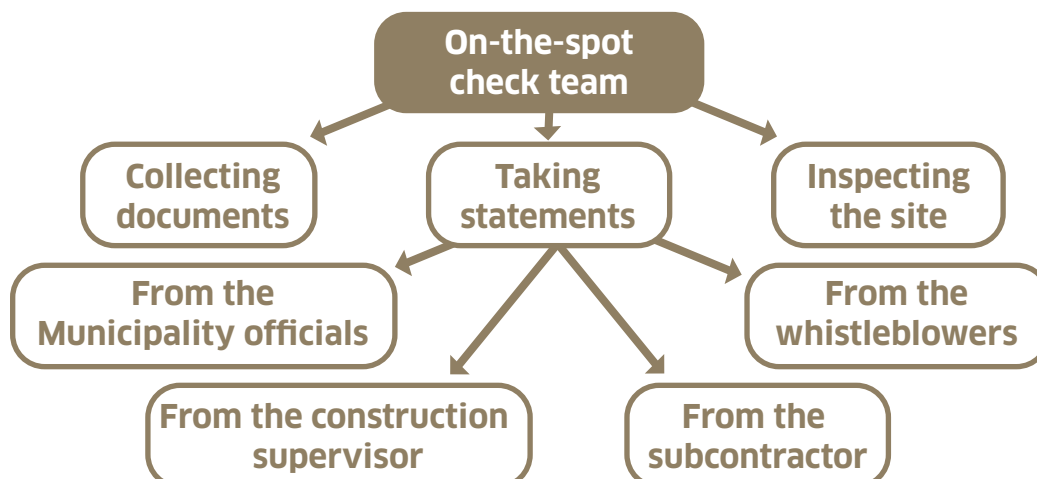 On-the-spot
check team
Collecting
documents
Taking
statements
Inspecting
the site
From the
Municipality officials
From the
whistleblowers
From the construction
supervisor
From the
subcontractor